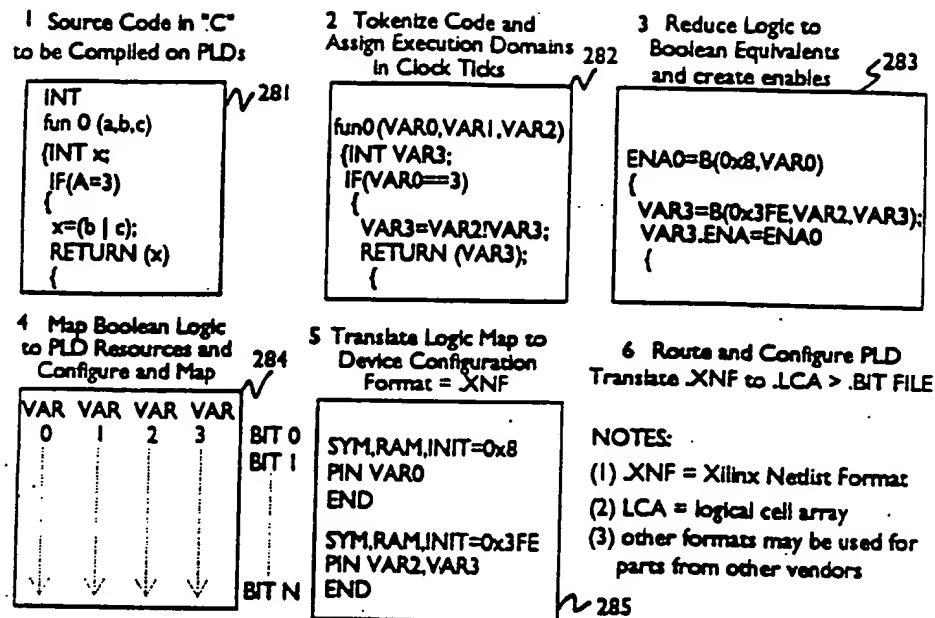 1 Source Code in "C"
to be Compiled on PLDs
281
INT
fun 0 (a,b,c)
{INT x;
IF(A=3)
{
x=(b | c);
RETURN (x)
{
2 Tokenize Code and
Assign Execution Domains
in Clock Ticks
282
fun0(VAR0,VAR1,VAR2)
{INT VAR3;
IF(VAR0==3)
{
VAR3=VAR2!VAR3;
RETURN (VAR3);
{
3 Reduce Logic to
Boolean Equivalents
and create enables
283
ENA0=B(0x8,VAR0)
{
VAR3=B(0x3FE,VAR2,VAR3);
VAR3.ENA=ENA0
{
4 Map Boolean Logic
to PLD Resources and
Configure and Map
284
VAR VAR VAR VAR
0 1 2 3
BIT 0
BIT 1
BIT N
5 Translate Logic Map to
Device Configuration
Format = .XNF
SYM,RAM,INIT=0x8
PIN VAR0
END
SYM,RAM,INIT=0x3FE
PIN VAR2,VAR3
END
285
6 Route and Configure PLD
Translate .XNF to .LCA > .BIT FILE
NOTES:
(1) .XNF = Xilinx Netlist Format
(2) LCA = logical cell array
(3) other formats may be used for
parts from other vendors